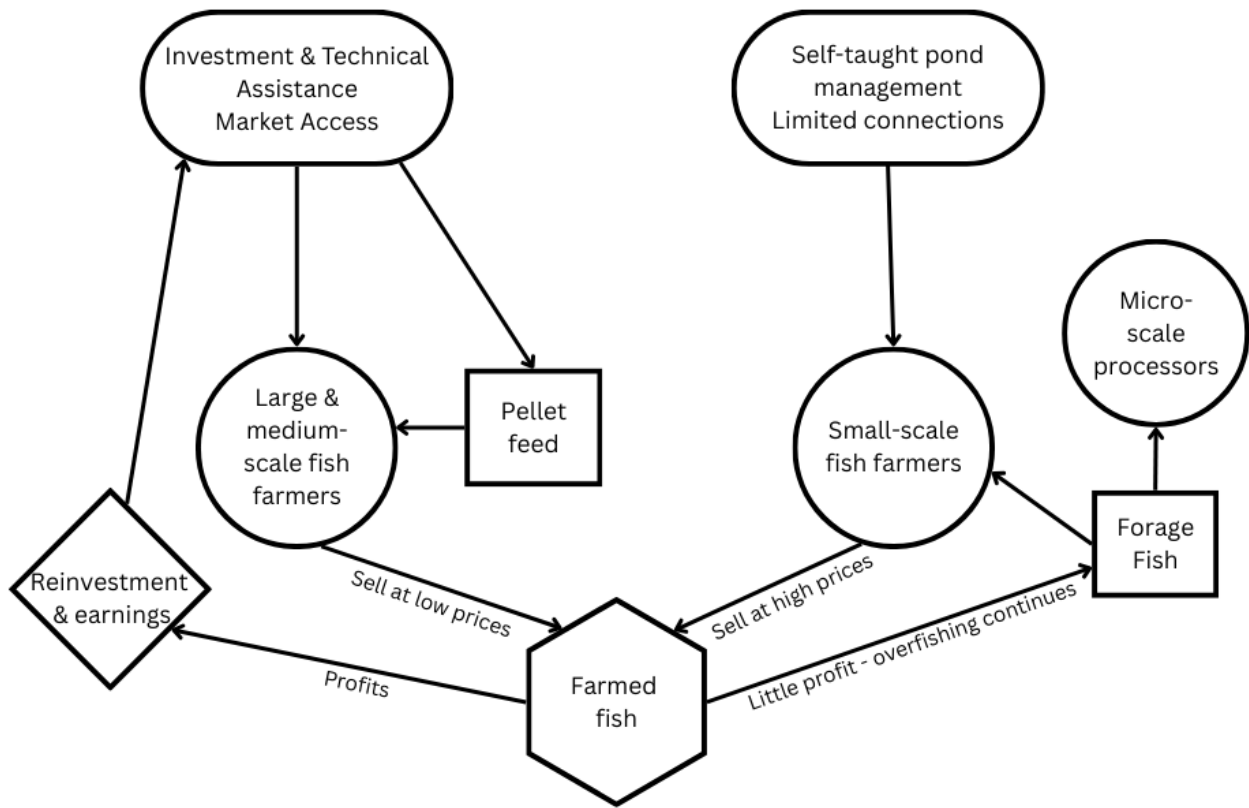 Investment & Technical
Assistance
Market Access
Self-taught pond
management
Limited connections
Micro-
scale
processors
Large &
medium-
scale fish
farmers
Pellet
feed
Small-scale
fish farmers
Forage
Fish
Reinvestment
& earnings
Sell at low prices
Sell at high prices
Little profit - overfishing continues
Profits
Farmed
fish